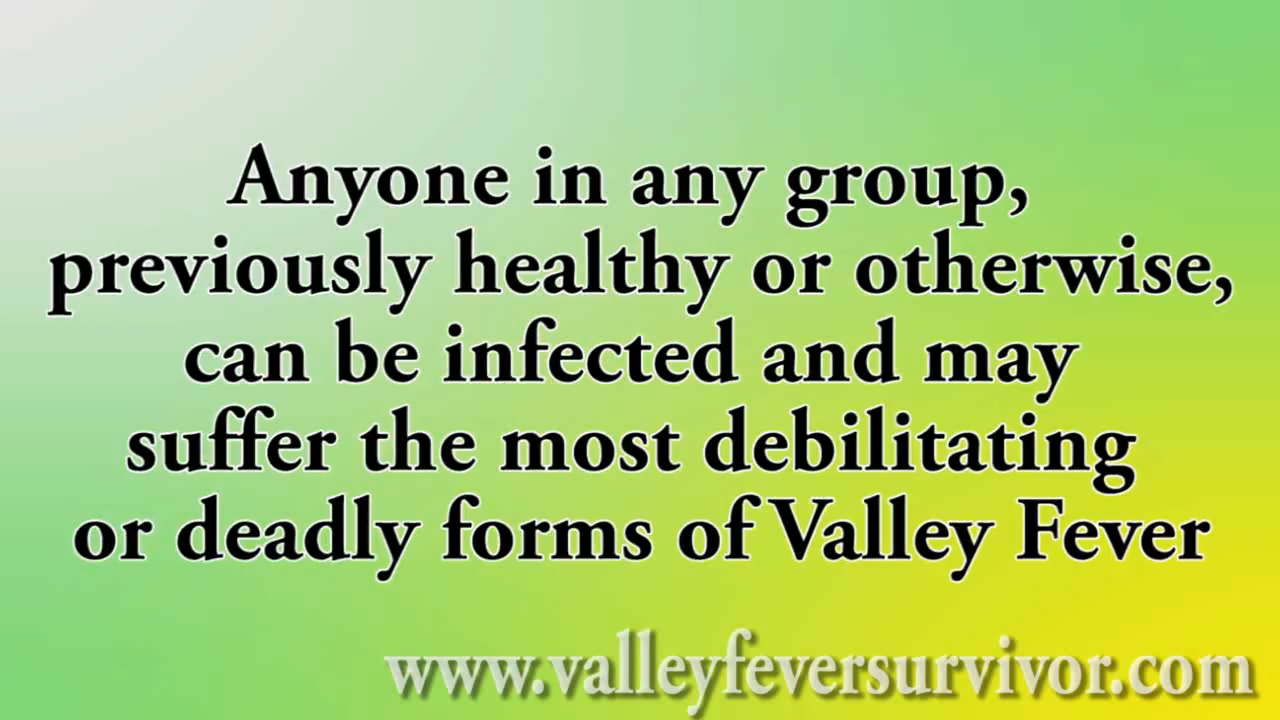 Anyone in any group,
previously healthy or otherwise,
can be infected and may
suffer the most debilitating
or deadly forms of Valley Fever
www.valleyfeversurvivor.com